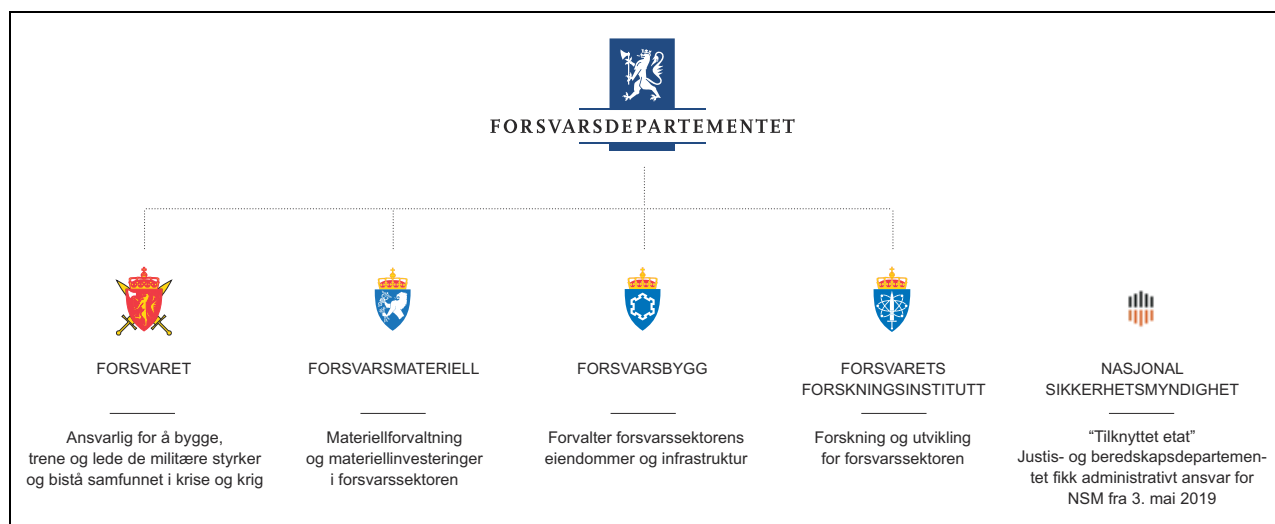 FORSVARSDEPARTEMENTET
FORSVARET
Ansvarlig for å bygge,
trene og lede de militære styrker
og bistå samfunnet i krise og krig
FORSVARSMATERIELL
Materiellforvaltning
og materiellinvesteringer
i forsvarssektoren
FORSVARSBYGG
Forvalter forsvarssektorens
eiendommer og infrastruktur
FORSVARETS
FORSKNINGSINSTITUTT
Forskning og utvikling
for forsvarssektoren
NASJONAL
SIKKERHETSMYNDIGHET
“Tilknyttet etat”
Justis- og beredskapsdepartemen-
tet fikk administrativt ansvar for
NSM fra 3. mai 2019